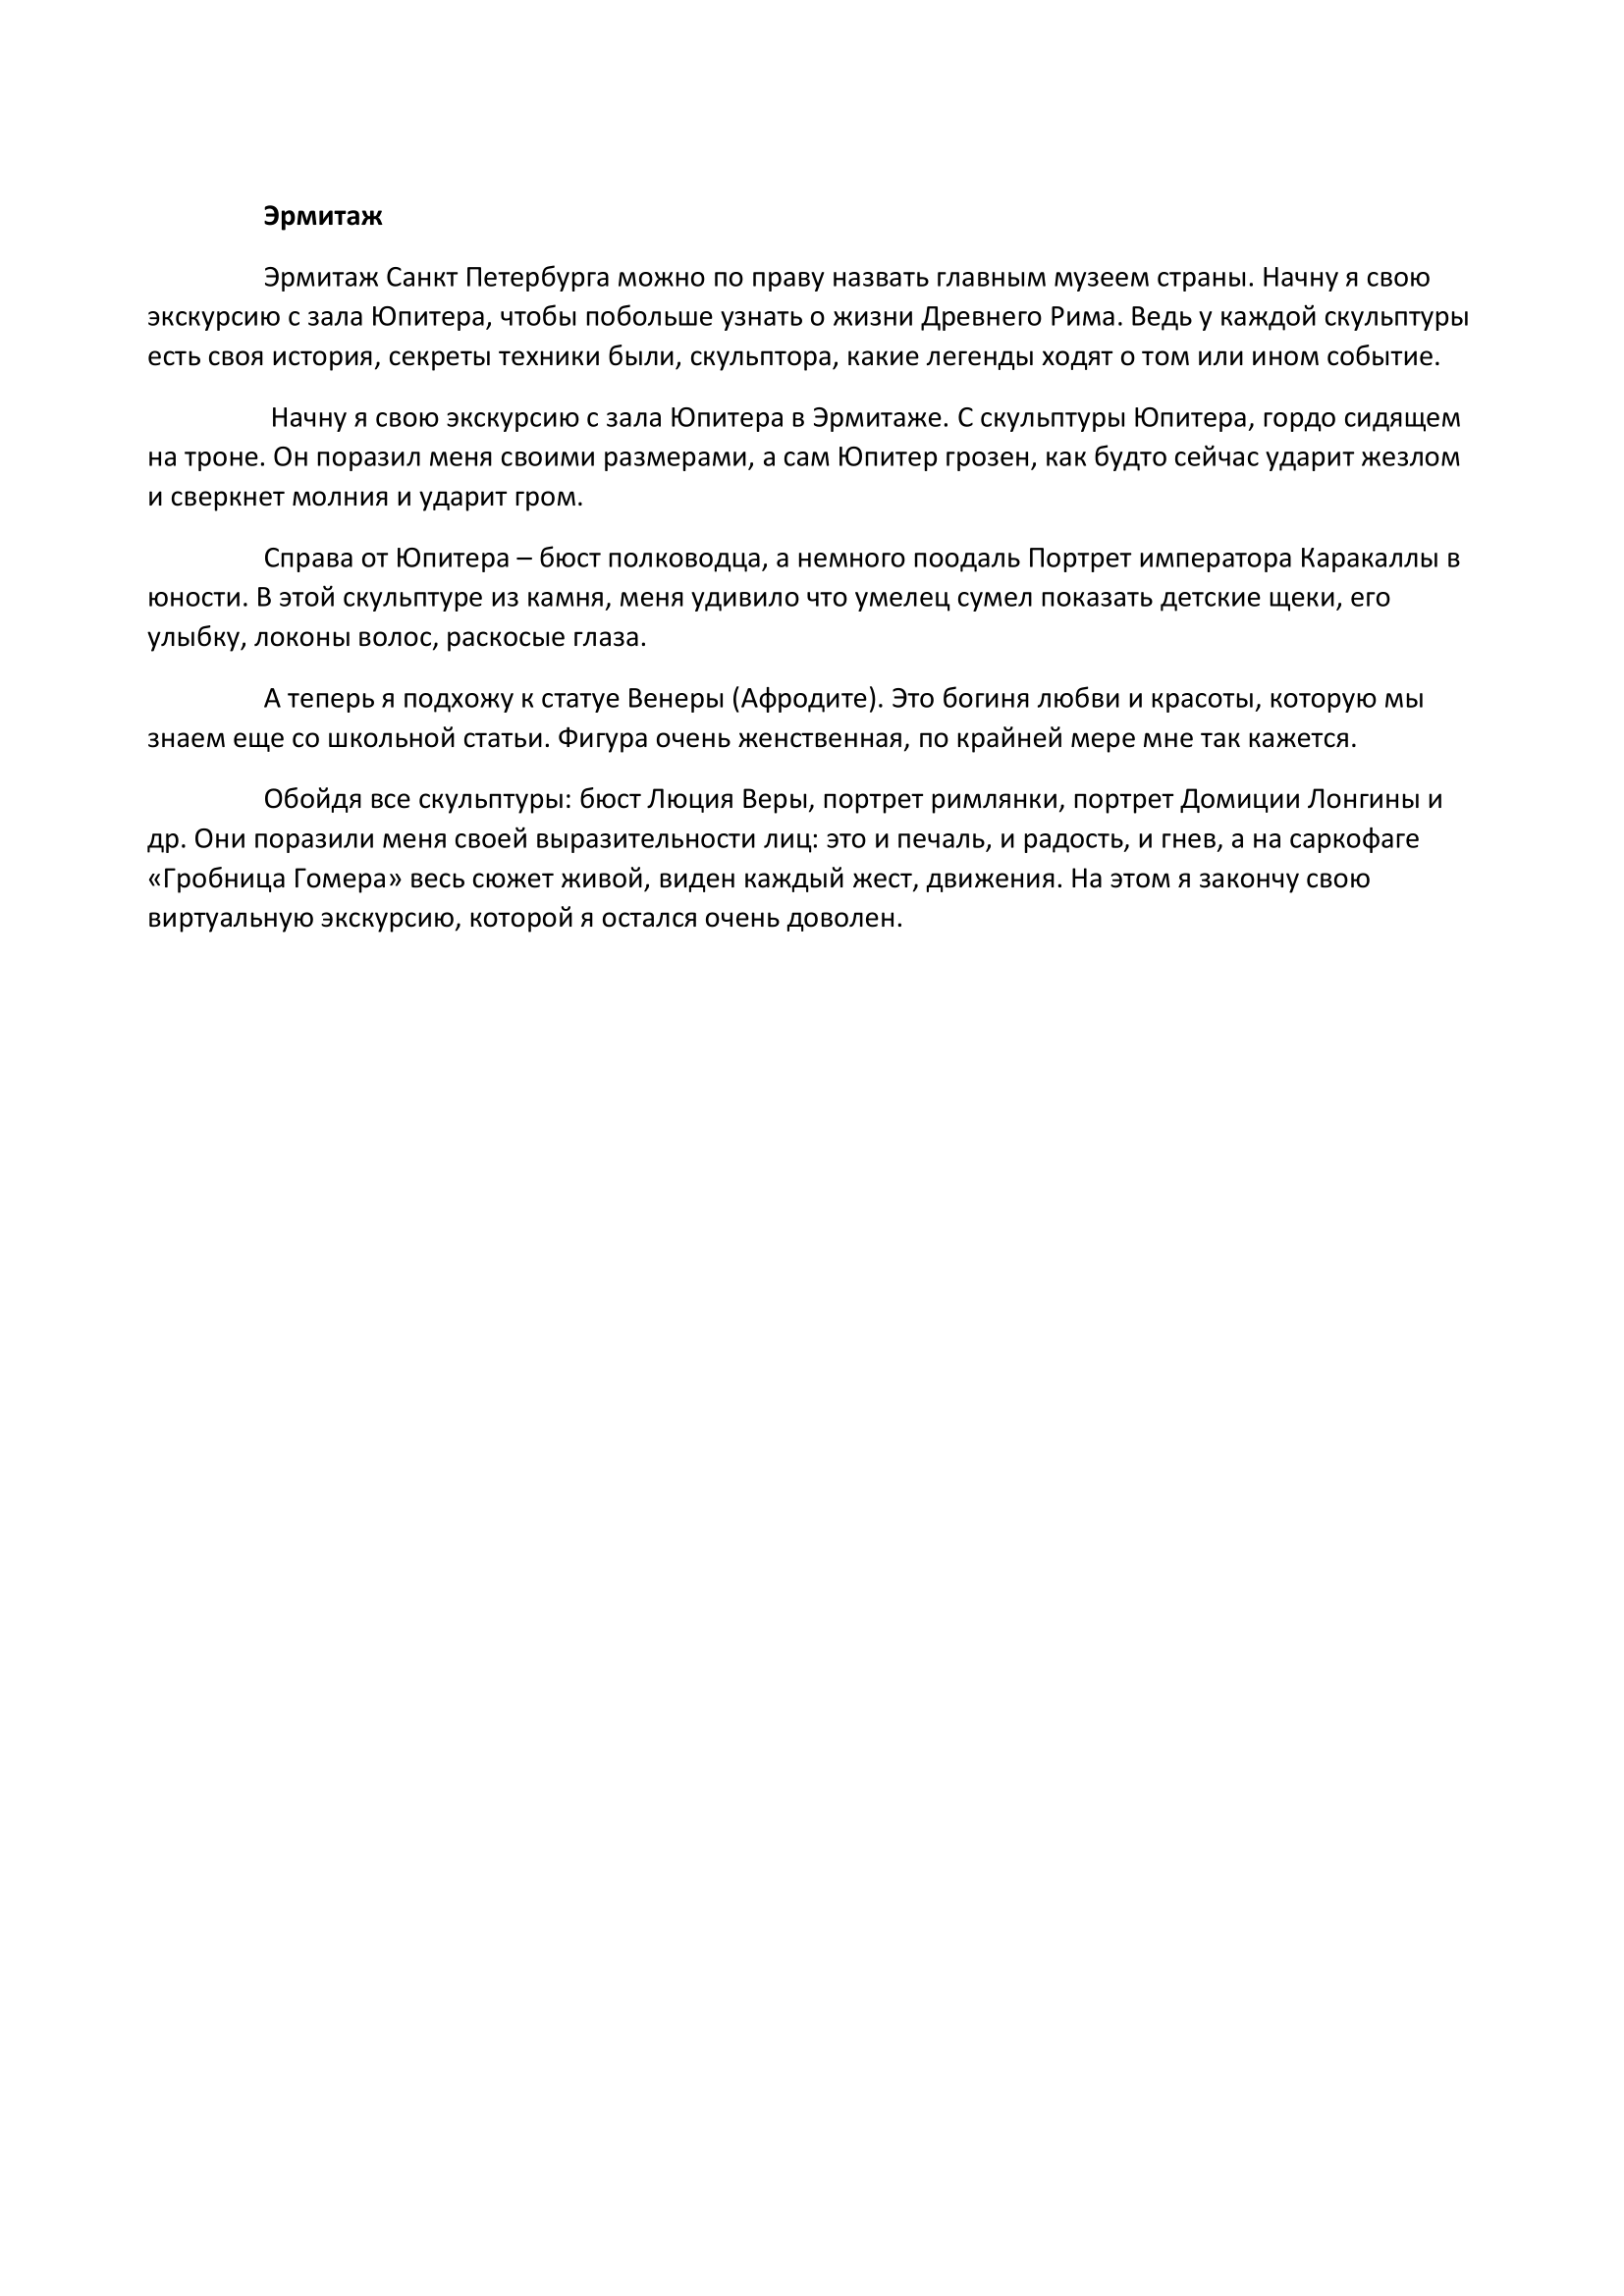 Эрмитаж
Эрмитаж Санкт Петербурга можно по праву назвать главным музеем страны. Начну я свою
экскурсию с зала Юпитера, чтобы побольше узнать о жизни Древнего Рима. Ведь у каждой скульптуры
есть своя история, секреты техники были, скульптора, какие легенды ходят о том или ином событие.
Начну я свою экскурсию с зала Юпитера в Эрмитаже. С скульптуры Юпитера, гордо сидящем
на троне. Он поразил меня своими размерами, а сам Юпитер грозен, как будто сейчас ударит жезлом
и сверкнет молния и ударит гром.
Справа от Юпитера – бюст полководца, а немного поодаль Портрет императора Каракаллы в
юности. В этой скульптуре из камня, меня удивило что умелец сумел показать детские щеки, его
улыбку, локоны волос, раскосые глаза.
А теперь я подхожу к статуе Венеры (Афродите). Это богиня любви и красоты, которую мы
знаем еще со школьной статьи. Фигура очень женственная, по крайней мере мне так кажется.
Обойдя все скульптуры: бюст Люция Веры, портрет римлянки, портрет Домиции Лонгины и
др. Они поразили меня своей выразительности лиц: это и печаль, и радость, и гнев, а на саркофаге
«Гробница Гомера» весь сюжет живой, виден каждый жест, движения. На этом я закончу свою
виртуальную экскурсию, которой я остался очень доволен.